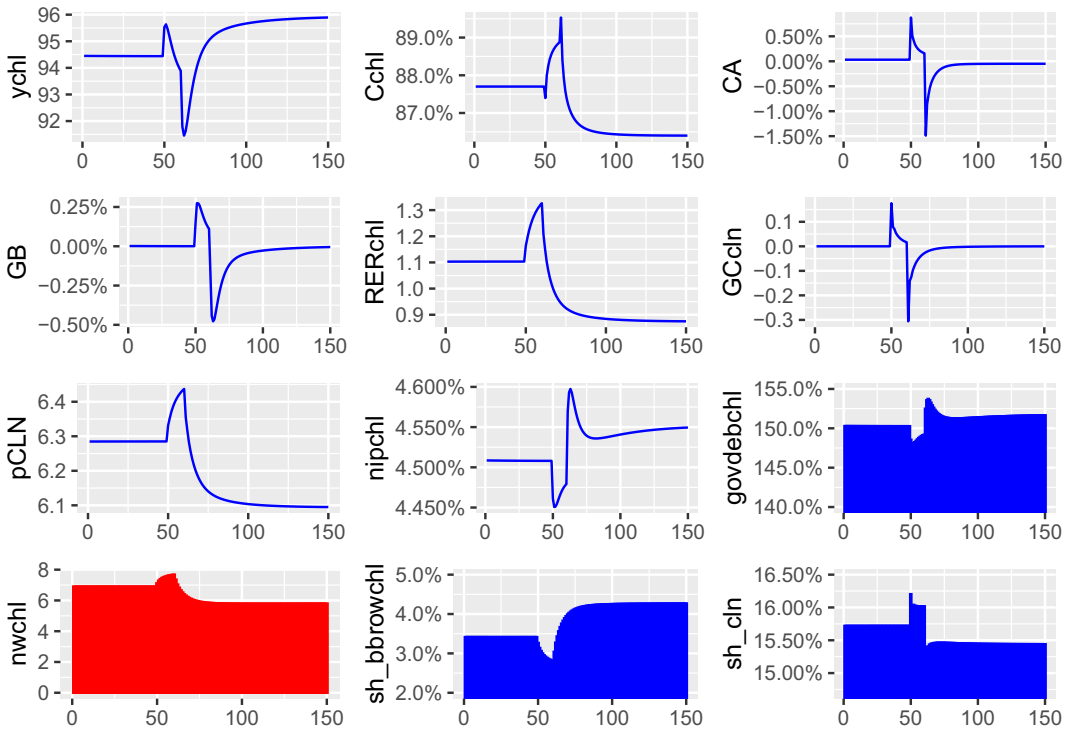 ychl
96
95
94
93
92
0 50 100 150
Cchl
89.0%
88.0%
87.0%
0 50 100 150
CA
0.50%
0.00%
−0.50%
−1.00%
−1.50%
0 50 100 150
GB
0.25%
0.00%
−0.25%
−0.50%
0 50 100 150
RERchl
1.3
1.2
1.1
1.0
0.9
0 50 100 150
GCcln
0.1
0.0
−0.1
−0.2
−0.3
0 50 100 150
pCLN
6.4
6.3
6.2
6.1
0 50 100 150
nipchl
4.600%
4.550%
4.500%
4.450%
0 50 100 150
govdebchl
155.0%
150.0%
145.0%
140.0%
0 50 100 150
nwchl
8
6
4
2
0
0 50 100 150
sh_bbrowchl
5.0%
4.0%
3.0%
2.0%
0 50 100 150
sh_cln
16.50%
16.00%
15.50%
15.00%
0 50 100 150